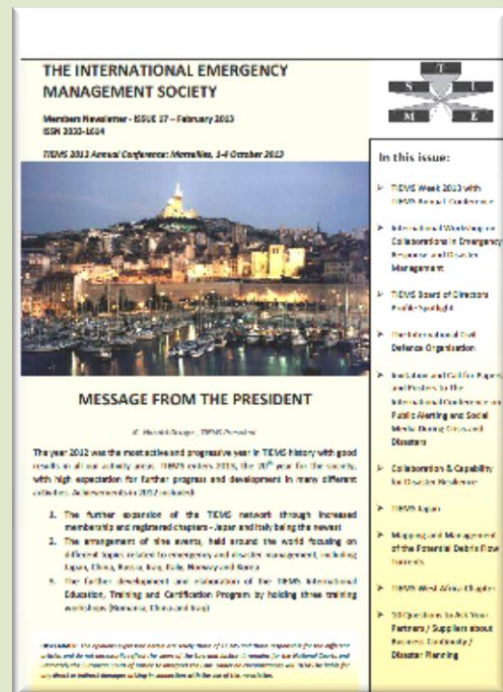 THE INTERNATIONAL EMERGENCY
MANAGEMENT SOCIETY
Members Newsletter - ISSUE 17 – February 2013
ISSN 2033-1614
TIEMS 2013 Annual Conference: Marseilles, 1-4 October 2013
T
S I
M E
MESSAGE FROM THE PRESIDENT
K. Harald Drager, TIEMS President
The year 2012 was the most active and progressive year in TIEMS history with good
results in all our activity areas. TIEMS enters 2013, the 20th year for the society,
with high expectation for further progress and development in many different
activities. Achievements in 2012 included:
1. The further expansion of the TIEMS network through increased
membership and registered chapters - Japan and Italy being the newest
2. The arrangement of nine events, held around the world focusing on
different topics related to emergency and disaster management, including
Japan, China, Russia, Iraq, Italy, Norway and Korea
3. The further development and elaboration of the TIEMS International
Education, Training and Certification Program by holding three training
workshops (Romania, China and Iraq)
In this issue:
TIEMS Week 2013 with
TIEMS Annual Conference
International Workshop on
Collaborations in Emergency
Response and Disaster
Management
TIEMS Board of Directors
Profile Spotlight
The International Civil
Defence Organisation
Invitation and Call for Papers
and Posters to The
International Conference on
Public Alerting and Social
Media During Crisis and
Disasters
Collaboration & Capability
for Disaster Resilience
TIEMS Japan
Mapping and Management
of the Potential Debris Flow
Torrents
TIEMS West Africa Chapter
10 Questions to Ask Your
Partners / Suppliers about
Business Continuity /
Disaster Planning